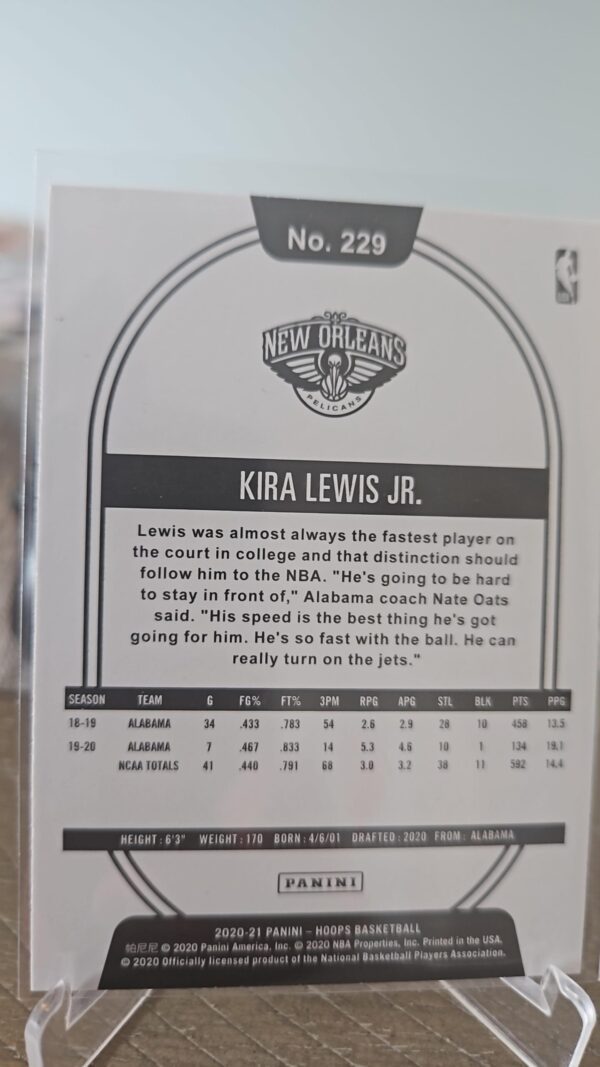 No. 229
NEW ORLEANS
PELICANS
KIRA LEWIS JR.
Lewis was almost always the fastest player on
the court in college and that distinction should
follow him to the NBA. "He's going to be hard
to stay in front of," Alabama coach Nate Oats
said. "His speed is the best thing he's got
going for him. He's so fast with the ball. He can
really turn on the jets."
SEASON TEAM G FG% FT% 3PM RPG APG STL BLK PTS PPG
18-19 ALABAMA 34 .433 .783 54 2.6 2.9 28 10 458 13.5
19-20 ALABAMA 7 .467 .833 14 5.3 4.6 10 1 134 19.1
NCAA TOTALS 41 .440 .791 68 3.0 3.2 38 11 592 14.4
HEIGHT: 6'3" WEIGHT: 170 BORN: 4/6/01 DRAFTED: 2020 FROM: ALABAMA
PANINI
2020-21 PANINI – HOOPS BASKETBALL
帕尼尼 © 2020 Panini America, Inc. © 2020 NBA Properties, Inc. Printed in the USA.
© 2020 Officially licensed product of the National Basketball Players Association.